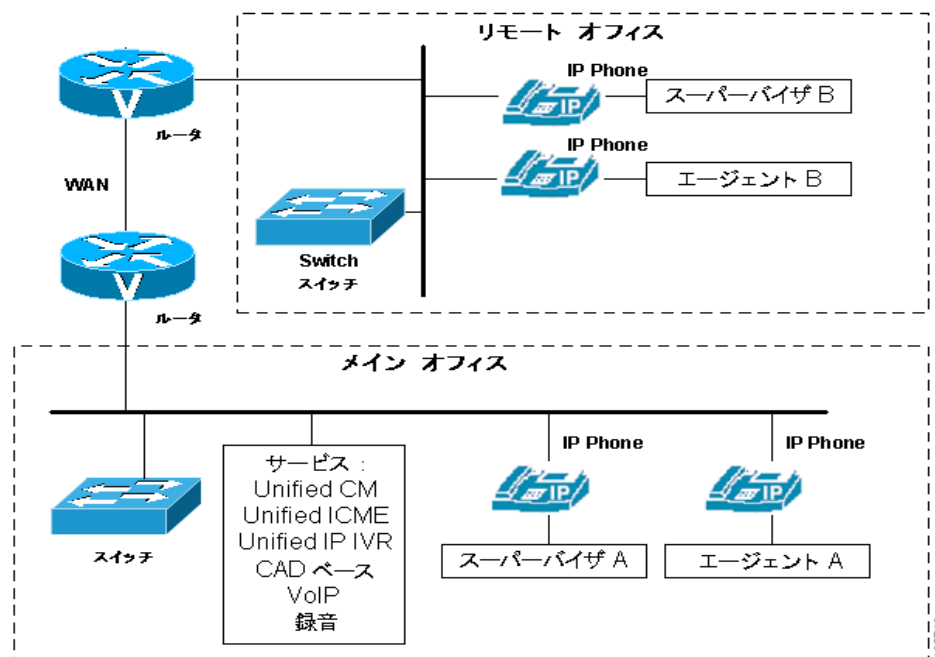 リモート オフィス
IP Phone
IP
スーパーバイザ B
V
ルータ
IP Phone
IP
エージェント B
WAN
Switch
スイッチ
V
ルータ
メイン オフィス
IP Phone
IP Phone
サービス :
Unified CM
Unified ICME
Unified IP IVR
CAD ベース
VoIP
録音
IP
IP
スイッチ
スーパーバイザ A
エージェント A